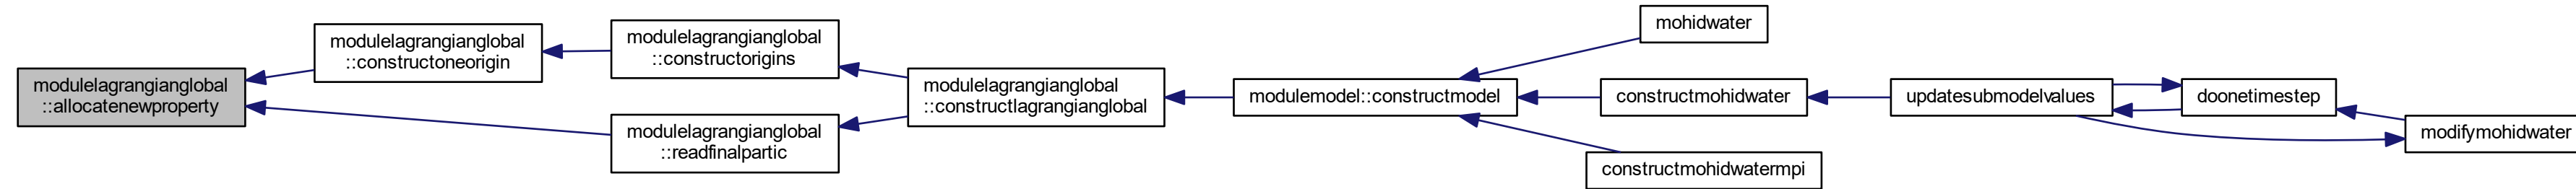 modulelagrangianglobal
::allocatenewproperty
modulelagrangianglobal
::constructoneorigin
modulelagrangianglobal
::constructorigins
modulelagrangianglobal
::readfinalpartic
modulelagrangianglobal
::constructlagrangianglobal
modulemodel::constructmodel
mohidwater
constructmohidwater
constructmohidwatermpi
updatesubmodelvalues
doonetimestep
modifymohidwater